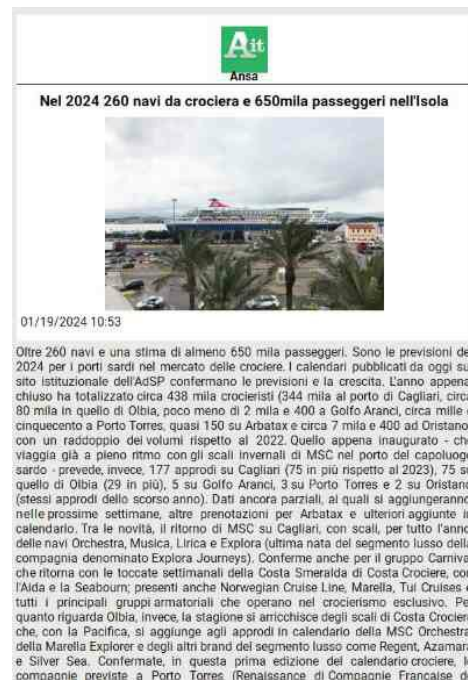 Ait
Ansa
Nel 2024 260 navi da crociera e 650mila passeggeri nell'Isola
01/19/2024 10:53
Oltre 260 navi e una stima di almeno 650 mila passeggeri. Sono le previsioni de
2024 per i porti sardi nel mercato delle crociere. I calendari pubblicati da oggi su
sito istituzionale dell'AdSP confermano le previsioni e la crescita. L'anno appena
chiuso ha totalizzato circa 438 mila crocieristi (344 mila al porto di Cagliari, circa
80 mila in quello di Olbia, poco meno di 2 mila e 400 a Golfo Aranci, circa mille
cinquecento a Porto Torres, quasi 150 su Arbatax e circa 7 mila e 400 ad Oristano
con un raddoppio dei volumi rispetto al 2022. Quello appena inaugurato - che
viaggia già a pieno ritmo con gli scali invernali di MSC nel porto del capoluogo
sardo - prevede, invece, 177 approdi su Cagliari (75 in più rispetto al 2023), 75 su
quello di Olbia (29 in più), 5 su Golfo Aranci, 3 su Porto Torres e 2 su Oristano
(stessi approdi dello scorso anno). Dati ancora parziali, ai quali si aggiungeranno
nelle prossime settimane, altre prenotazioni per Arbatax e ulteriori aggiunte in
calendario. Tra le novità, il ritorno di MSC su Cagliari, con scali, per tutto l'anno
delle navi Orchestra, Musica, Lirica e Explora (ultima nata del segmento lusso della
compagnia denominato Explora Journeys). Conferme anche per il gruppo Carnival
che ritorna con le toccate settimanali della Costa Smeralda di Costa Crociere, con
l'Aida e la Seabourn; presenti anche Norwegian Cruise Line, Marella, Tui Cruises e
tutti i principali gruppi armatoriali che operano nel crocierismo esclusivo. Pe
quanto riguarda Olbia, invece, la stagione si arricchisce degli scali di Costa Crociere
che, con la Pacifica, si aggiunge agli approdi in calendario della MSC Orchestra
della Marella Explorer e degli altri brand del segmento lusso come Regent, Azamara
e Silver Sea. Confermate, in questa prima edizione del calendario crociere, l
compagnie previste a Porto Torres (Renaissance di Compagnie Française d